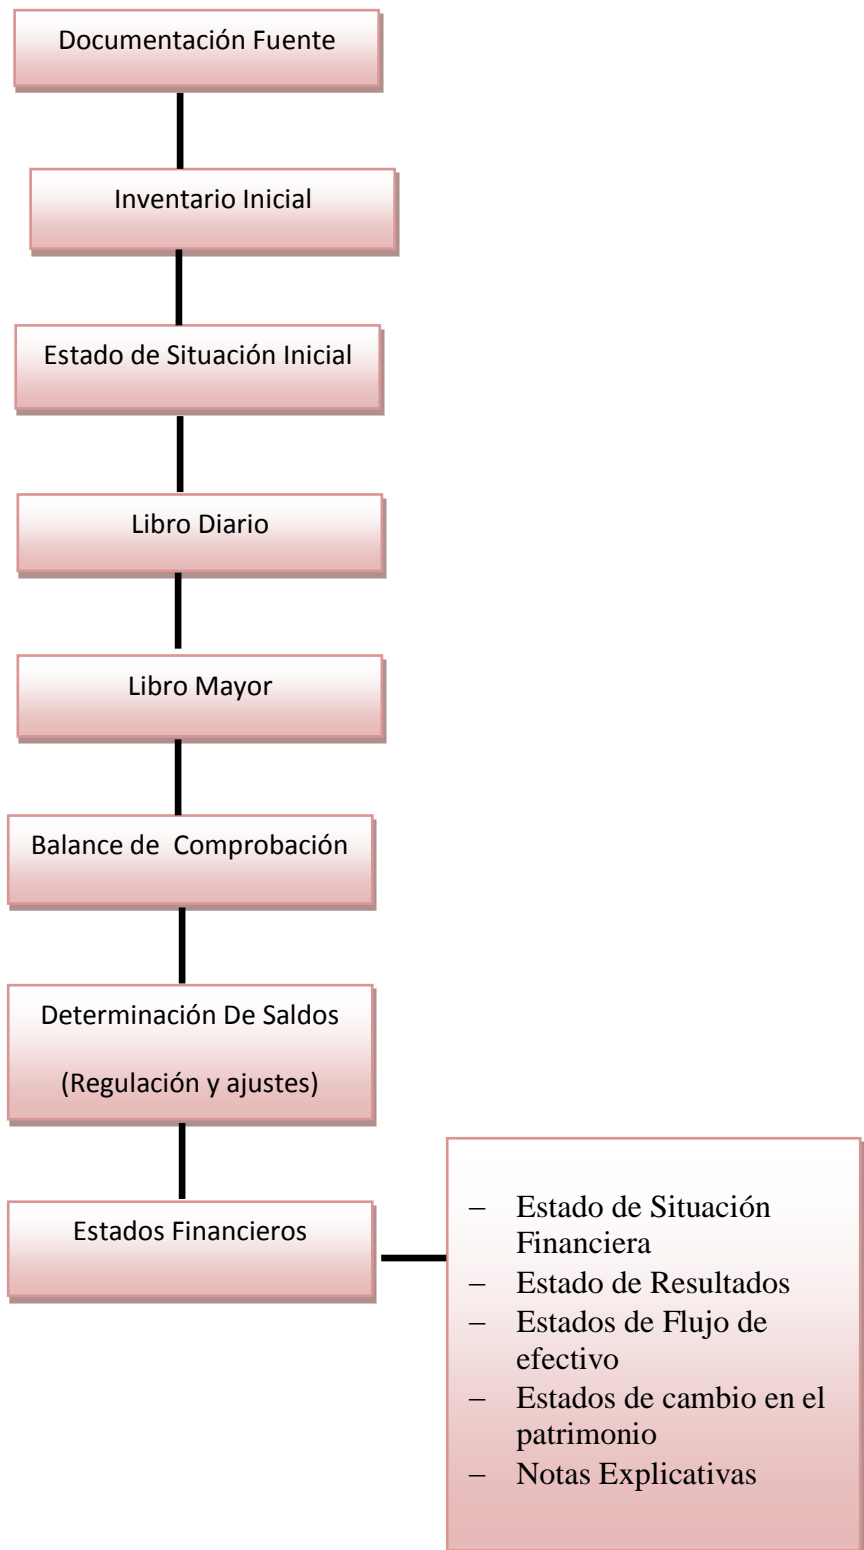 Documentación Fuente
Inventario Inicial
Estado de Situación Inicial
Libro Diario
Libro Mayor
Balance de  Comprobación
Determinación De Saldos
(Regulación y ajustes)
Estados Financieros
– Estado de Situación
Financiera
– Estado de Resultados
– Estados de Flujo de
efectivo
– Estados de cambio en el
patrimonio
– Notas Explicativas